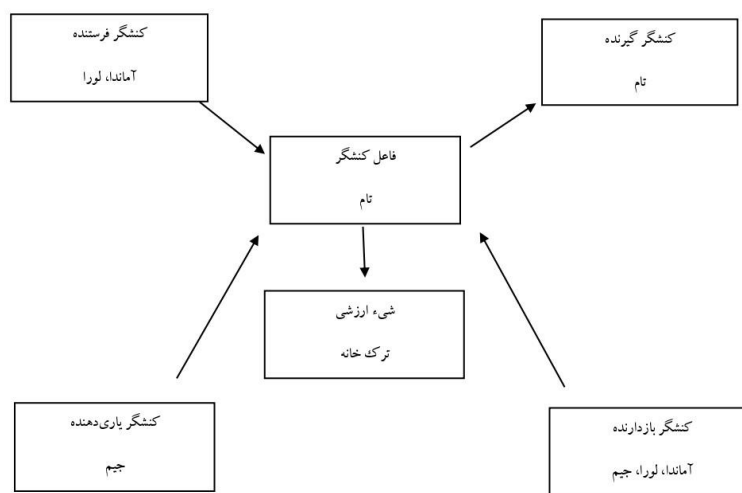 کنشگر فرستنده
آماندا، لورا
کنشگر گیرنده
تام
فاعل کنشگر
تام
شیء ارزشی
ترک خانه
کنشگر یاری‌دهنده
جیم
کنشگر بازدارنده
آماندا، لورا، جیم